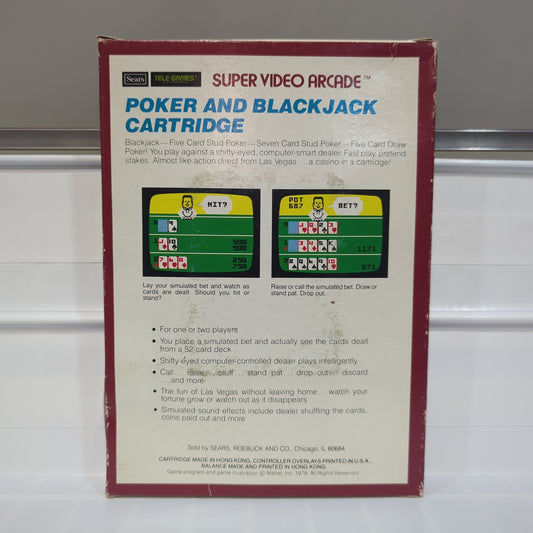 Sears TELE-GAMES® SUPER VIDEO ARCADE™
POKER AND BLACKJACK
CARTRIDGE
Blackjack—Five Card Stud Poker—Seven Card Stud Poker—Five Card Draw
Poker! You play against a shifty-eyed, computer-smart dealer. Fast play, pretend
stakes. Almost like action direct from Las Vegas . . . a casino in a cartridge!
HIT?
500
500
250
750
Lay your simulated bet and watch as
cards are dealt. Should you hit or
stand?
POT
687
BET?
1171
271
Raise or call the simulated bet. Draw or
stand pat. Drop out.
• For one or two players
• You place a simulated bet and actually see the cards dealt
from a 52-card deck
• Shifty-eyed computer-controlled dealer plays intelligently
• Call . . . raise . . . bluff . . . stand pat . . . drop out . . . discard
. . . and more
• The fun of Las Vegas without leaving home . . . watch your
fortune grow or watch out as it disappears
• Simulated sound effects include dealer shuffling the cards,
coins paid out and more
Sold by SEARS, ROEBUCK AND CO., Chicago, IL 60684
CARTRIDGE MADE IN HONG KONG, CONTROLLER OVERLAYS PRINTED IN U.S.A.,
BALANCE MADE AND PRINTED IN HONG KONG.
Game program and game illustration © Mattel, Inc. 1979. All Rights Reserved.